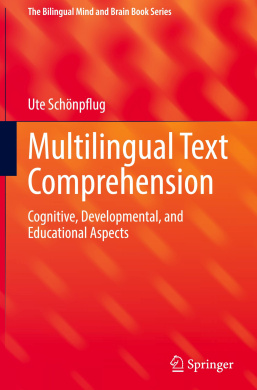 The Bilingual Mind and Brain Book Series
Ute Schönpflug
Multilingual Text
Comprehension
Cognitive, Developmental, and
Educational Aspects
Springer